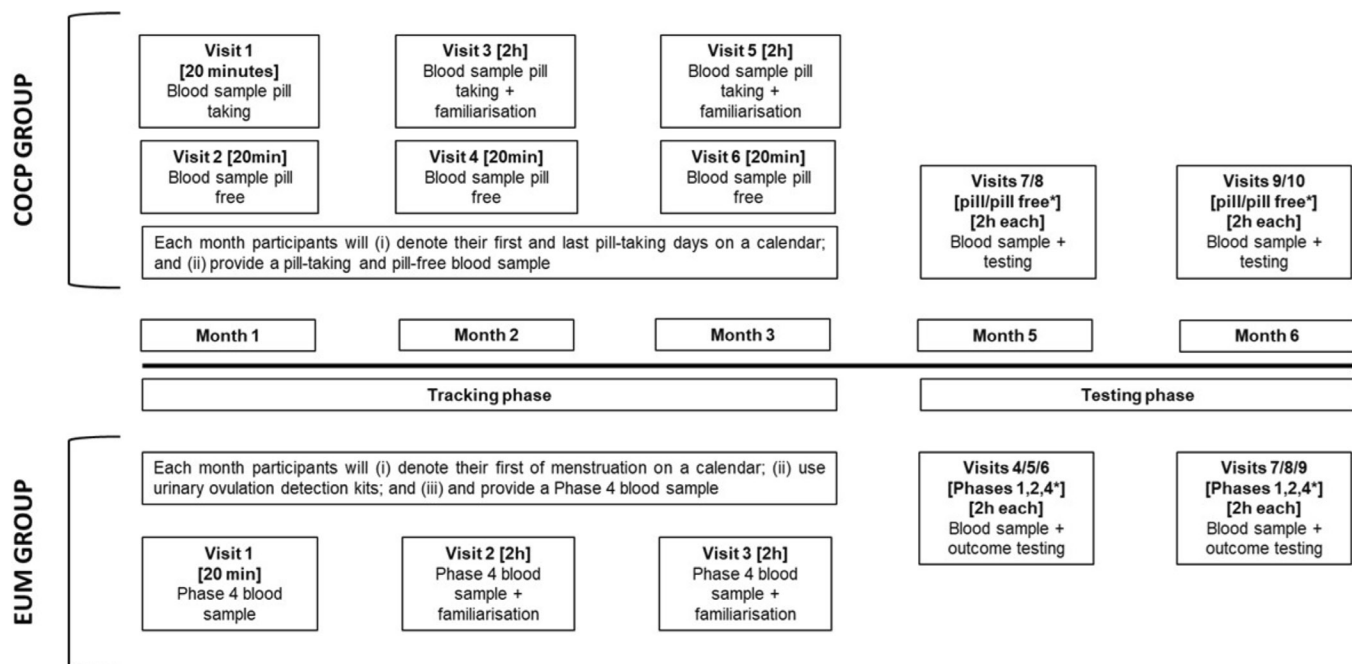 COCP GROUP
Visit 1
[20 minutes]
Blood sample pill
taking
Visit 3 [2h]
Blood sample pill
taking +
familiarisation
Visit 5 [2h]
Blood sample pill
taking +
familiarisation
Visit 2 [20min]
Blood sample pill
free
Visit 4 [20min]
Blood sample pill
free
Visit 6 [20min]
Blood sample pill
free
Visits 7/8
[pill/pill free*]
[2h each]
Blood sample +
testing
Visits 9/10
[pill/pill free*]
[2h each]
Blood sample +
testing
Each month participants will (i) denote their first and last pill-taking days on a calendar;
and (ii) provide a pill-taking and pill-free blood sample
Month 1
Month 2
Month 3
Month 5
Month 6
Tracking phase
Testing phase
EUM GROUP
Each month participants will (i) denote their first of menstruation on a calendar; (ii) use
urinary ovulation detection kits; and (iii) and provide a Phase 4 blood sample
Visits 4/5/6
[Phases 1,2,4*]
[2h each]
Blood sample +
outcome testing
Visits 7/8/9
[Phases 1,2,4*]
[2h each]
Blood sample +
outcome testing
Visit 1
[20 min]
Phase 4 blood
sample
Visit 2 [2h]
Phase 4 blood
sample +
familiarisation
Visit 3 [2h]
Phase 4 blood
sample +
familiarisation